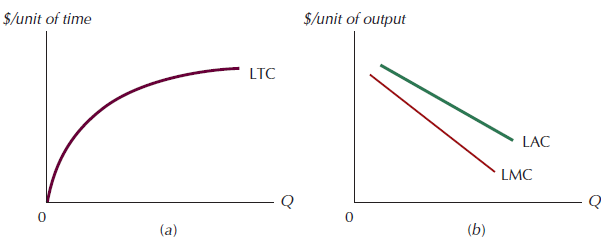 $/unit of time
LTC
Q
0
(a)
$/unit of output
LAC
LMC
Q
0
(b)